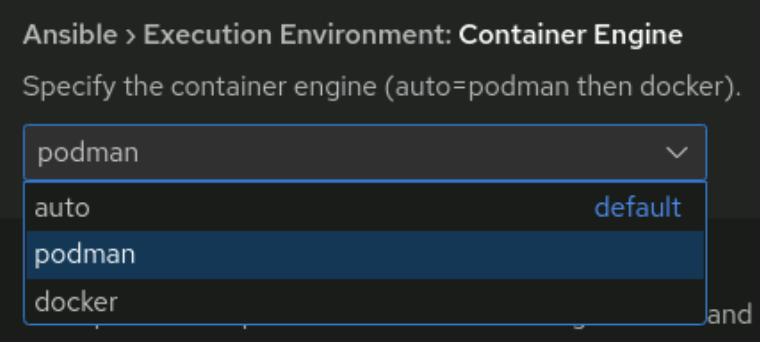 Ansible › Execution Environment: Container Engine
Specify the container engine (auto=podman then docker).
podman
auto default
podman
docker
and